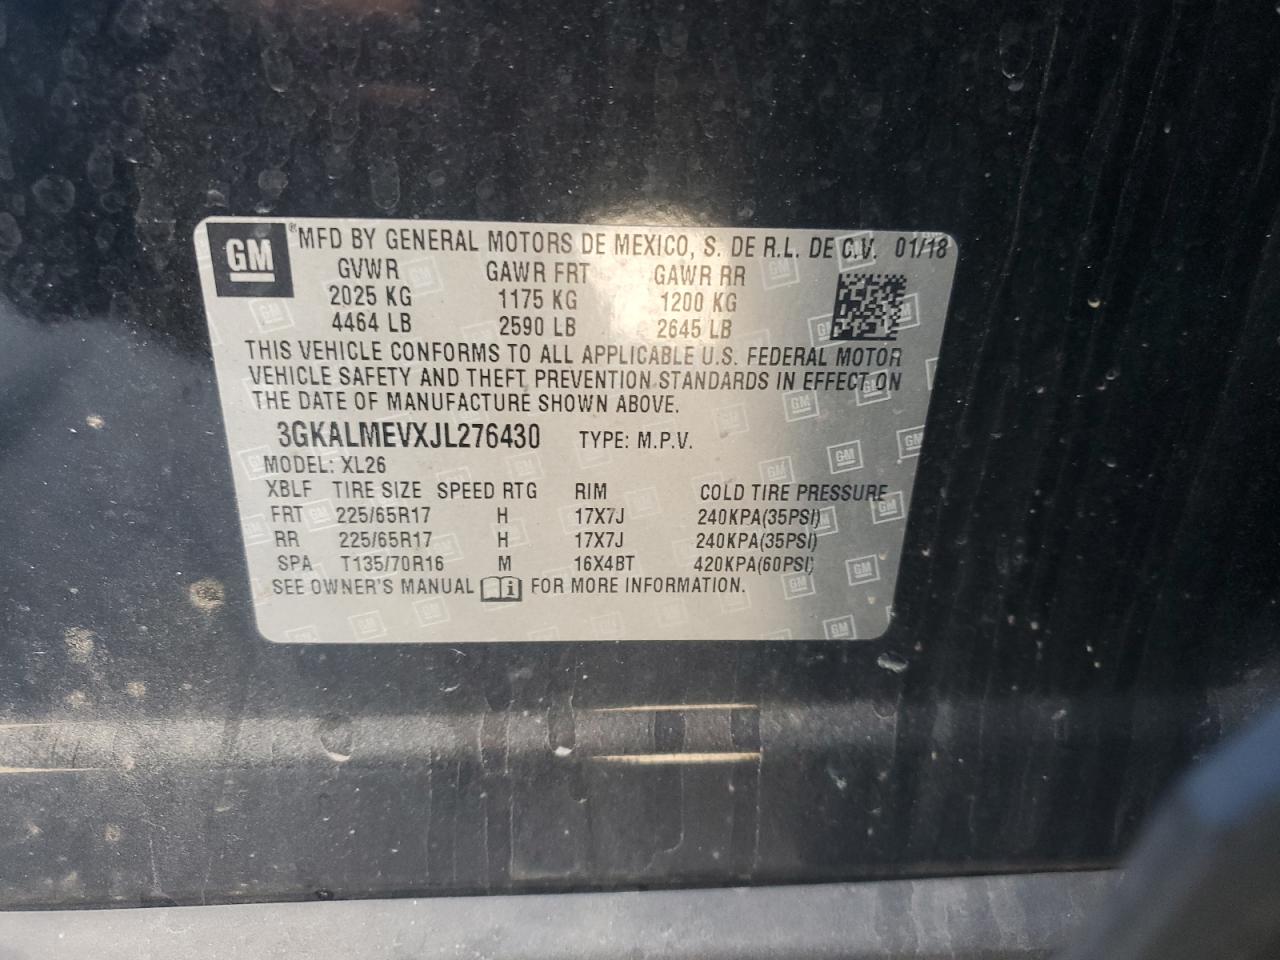 GM ® MFD BY GENERAL MOTORS DE MEXICO, S. DE R.L. DE C.V. 01/18
GVWR GAWR FRT GAWR RR
2025 KG 1175 KG 1200 KG
4464 LB 2590 LB 2645 LB
THIS VEHICLE CONFORMS TO ALL APPLICABLE U.S. FEDERAL MOTOR
VEHICLE SAFETY AND THEFT PREVENTION STANDARDS IN EFFECT ON
THE DATE OF MANUFACTURE SHOWN ABOVE.
3GKALMEVXJL276430 TYPE: M.P.V.
MODEL: XL26
XBLF TIRE SIZE SPEED RTG RIM COLD TIRE PRESSURE
FRT 225/65R17 H 17X7J 240KPA(35PSI)
RR 225/65R17 H 17X7J 240KPA(35PSI)
SPA T135/70R16 M 16X4BT 420KPA(60PSI)
SEE OWNER'S MANUAL i FOR MORE INFORMATION.